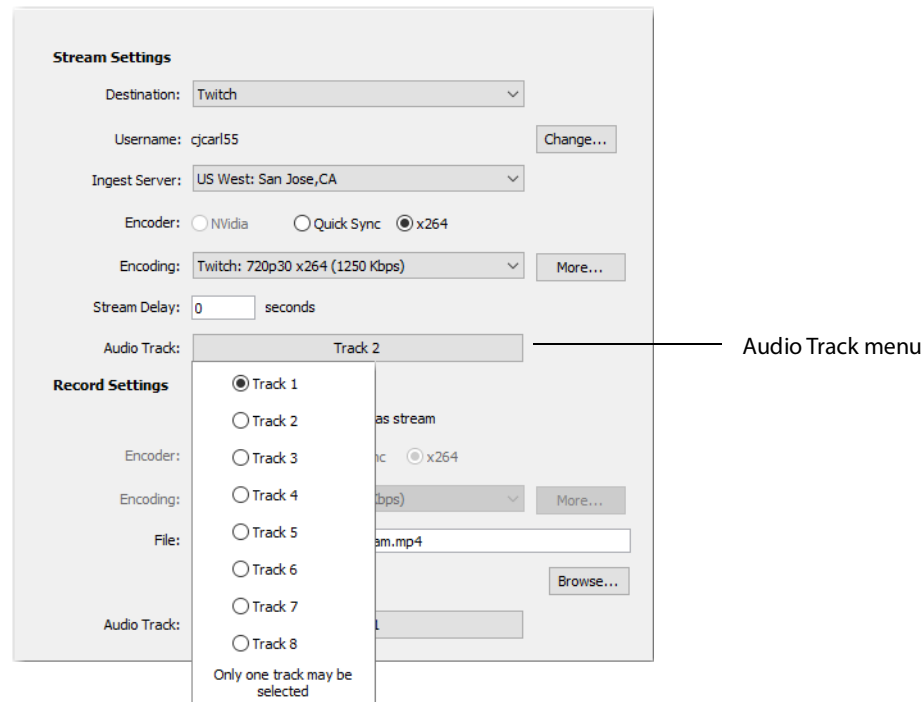 Stream Settings
Destination: Twitch
Username: cjcarl55 Change...
Ingest Server: US West: San Jose,CA
Encoder: NVidia Quick Sync x264
Encoding: Twitch: 720p30 x264 (1250 Kbps) More...
Stream Delay: 0 seconds
Audio Track: Track 2 Audio Track menu
Record Settings Track 1
Track 2 as stream
Encoder: Track 3 nc x264
Track 4
Encoding: bps) More...
Track 5
File: am.mp4
Track 6
Browse...
Track 7
Audio Track: 1
Track 8
Only one track may be
selected